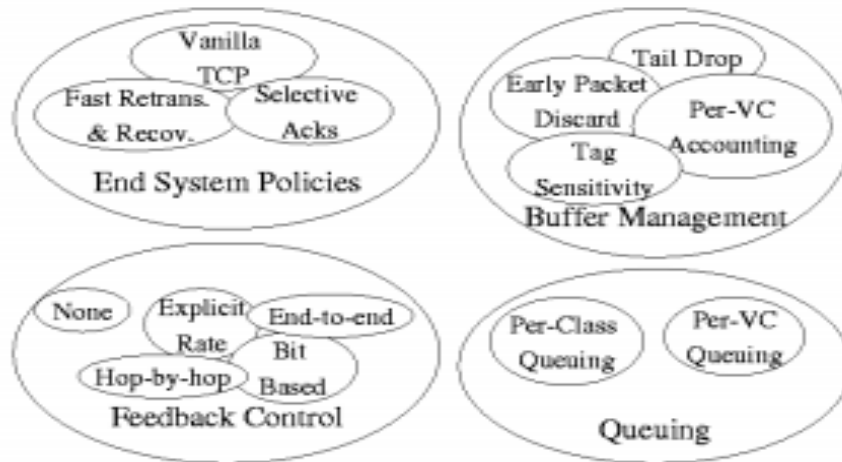 Vanilla
TCP
Fast Retrans.
& Recov.
Selective
Acks
End System Policies
Tail Drop
Early Packet
Discard
Per-VC
Accounting
Tag
Sensitivity
Buffer Management
None
Explicit
Rate
End-to-end
Hop-by-hop
Bit
Based
Feedback Control
Per-Class
Queuing
Per-VC
Queuing
Queuing